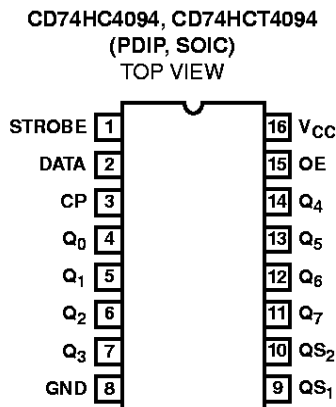 CD74HC4094, CD74HCT4094
(PDIP, SOIC)
TOP VIEW
STROBE 1 16 VCC
DATA 2 15 OE
CP 3 14 Q4
Q0 4 13 Q5
Q1 5 12 Q6
Q2 6 11 Q7
Q3 7 10 QS2
GND 8 9 QS1